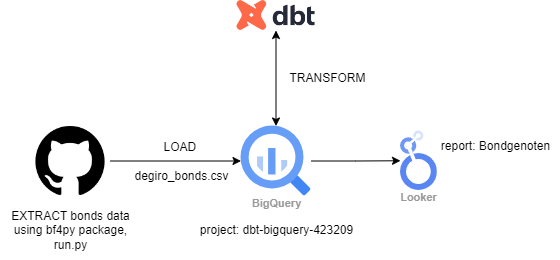 dbt
TRANSFORM
LOAD
degiro_bonds.csv
report: Bondgenoten
BigQuery
Looker
EXTRACT bonds data
using bf4py package,
run.py
project: dbt-bigquery-423209